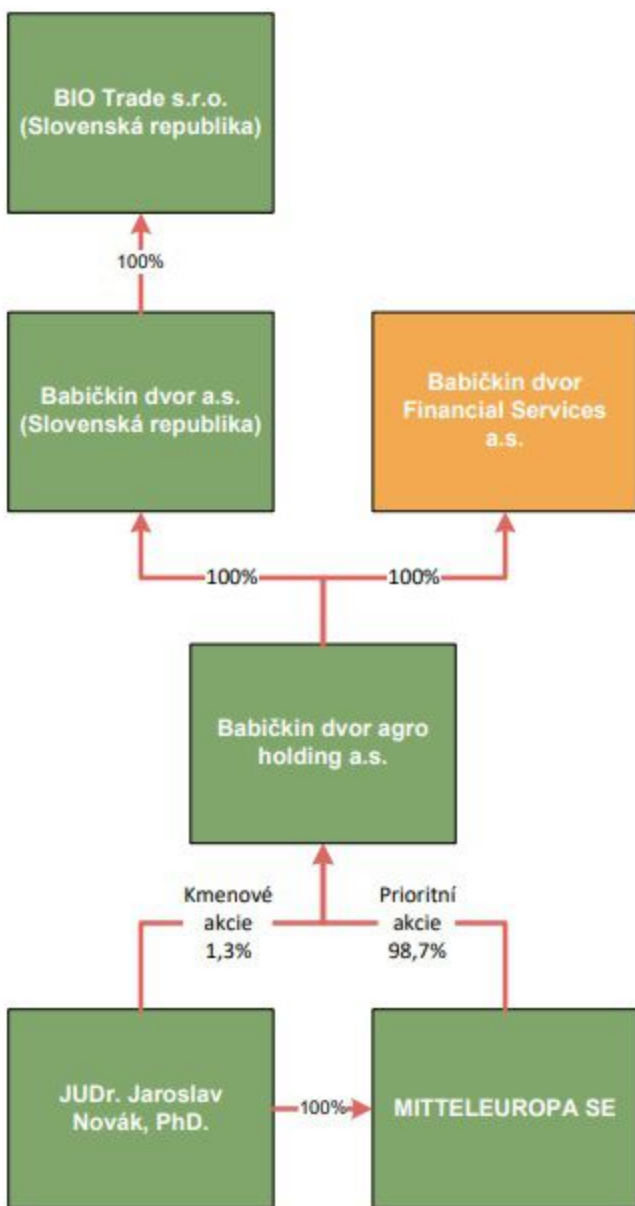 BIO Trade s.r.o.
(Slovenská republika)
100%
Babičkin dvor a.s.
(Slovenská republika)
Babičkin dvor
Financial Services
a.s.
100%
100%
Babičkin dvor agro
holding a.s.
Kmenové
akcie
1,3%
Prioritní
akcie
98,7%
JUDr. Jaroslav
Novák, PhD.
100%
MITTELEUROPA SE